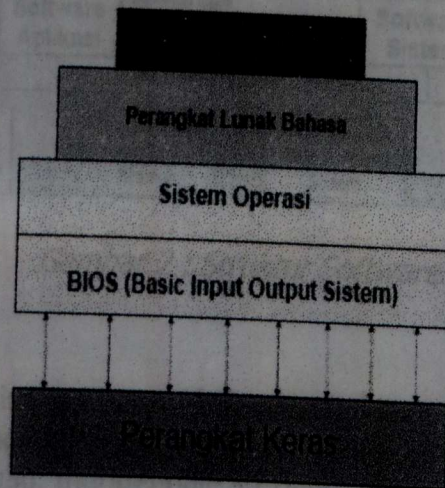 Perangkat Lunak Bahasa
Sistem Operasi
BIOS (Basic Input Output Sistem)
Perangkat Keras